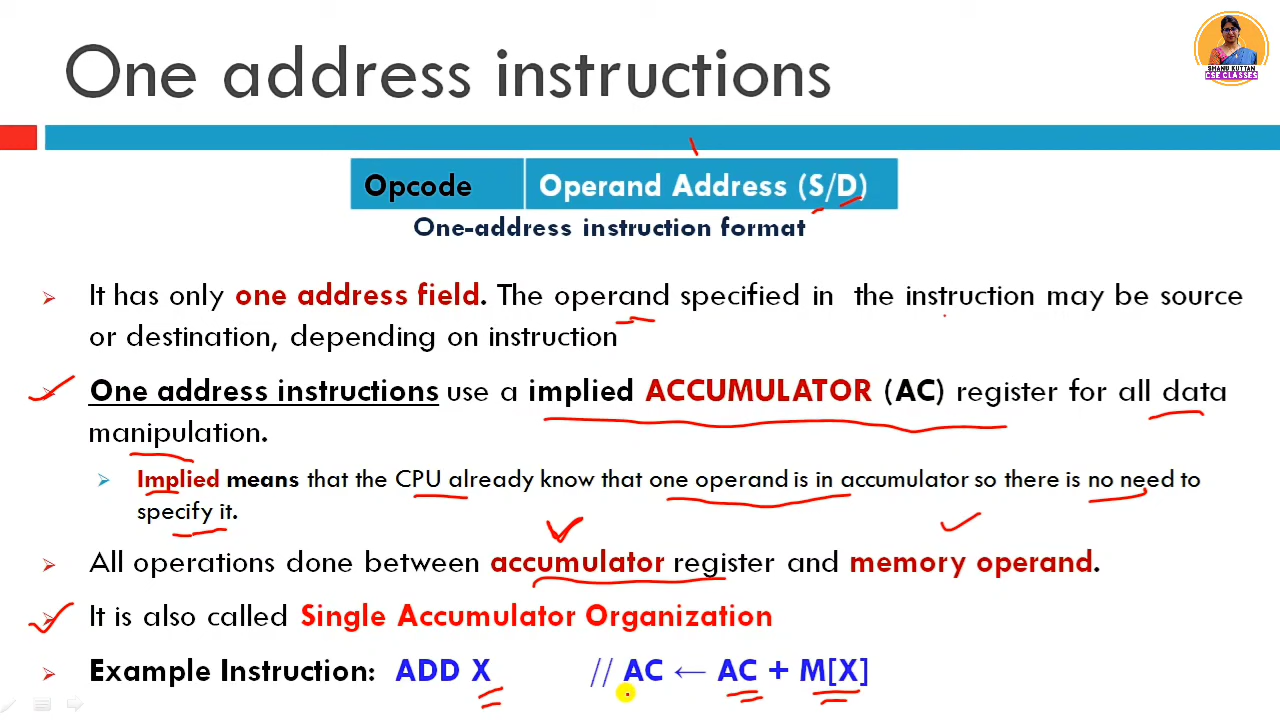 One address instructions
SHANU KUTTAN
CSE CLASSES
Opcode Operand Address (S/D)
One-address instruction format
It has only one address field. The operand specified in the instruction may be source
or destination, depending on instruction
One address instructions use a implied ACCUMULATOR (AC) register for all data
manipulation.
Implied means that the CPU already know that one operand is in accumulator so there is no need to
specify it.
All operations done between accumulator register and memory operand.
It is also called Single Accumulator Organization
Example Instruction: ADD X // AC ← AC + M[X]